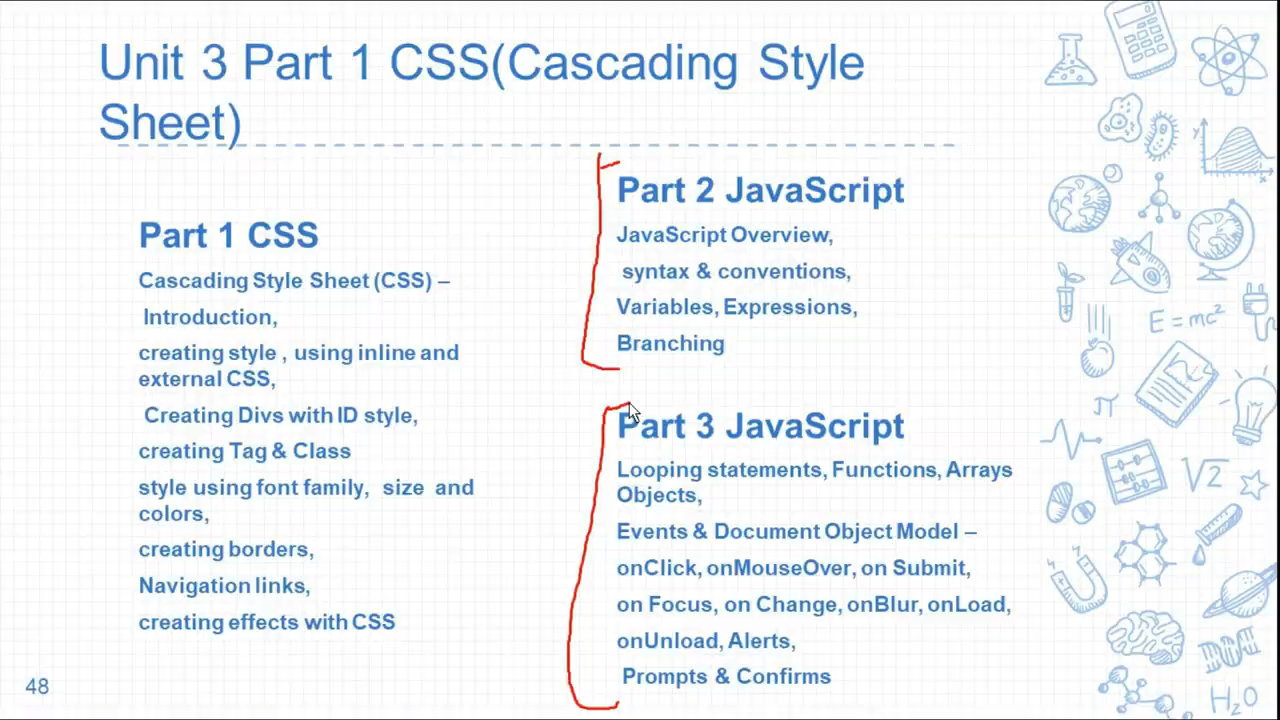 Unit 3 Part 1 CSS(Cascading Style
Sheet)
Part 1 CSS
Cascading Style Sheet (CSS) –
Introduction,
creating style , using inline and
external CSS,
Creating Divs with ID style,
creating Tag & Class
style using font family, size and
colors,
creating borders,
Navigation links,
creating effects with CSS
Part 2 JavaScript
JavaScript Overview,
syntax & conventions,
Variables, Expressions,
Branching
Part 3 JavaScript
Looping statements, Functions, Arrays
Objects,
Events & Document Object Model –
onClick, onMouseOver, on Submit,
on Focus, on Change, onBlur, onLoad,
onUnload, Alerts,
Prompts & Confirms
48
y
x
E = mc²
π
√2
H₂O